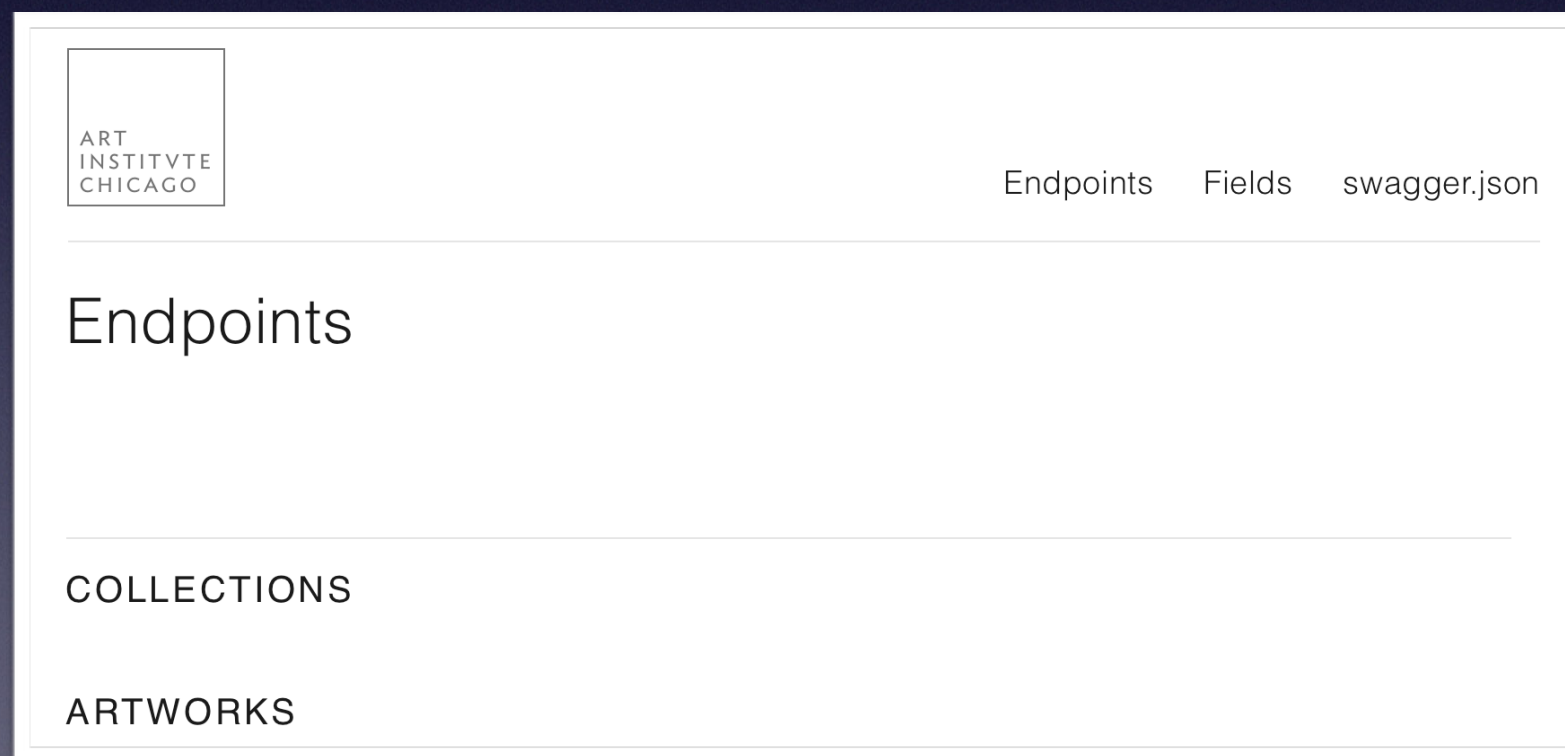 ART
INSTITVTE
CHICAGO
Endpoints Fields swagger.json
Endpoints
COLLECTIONS
ARTWORKS